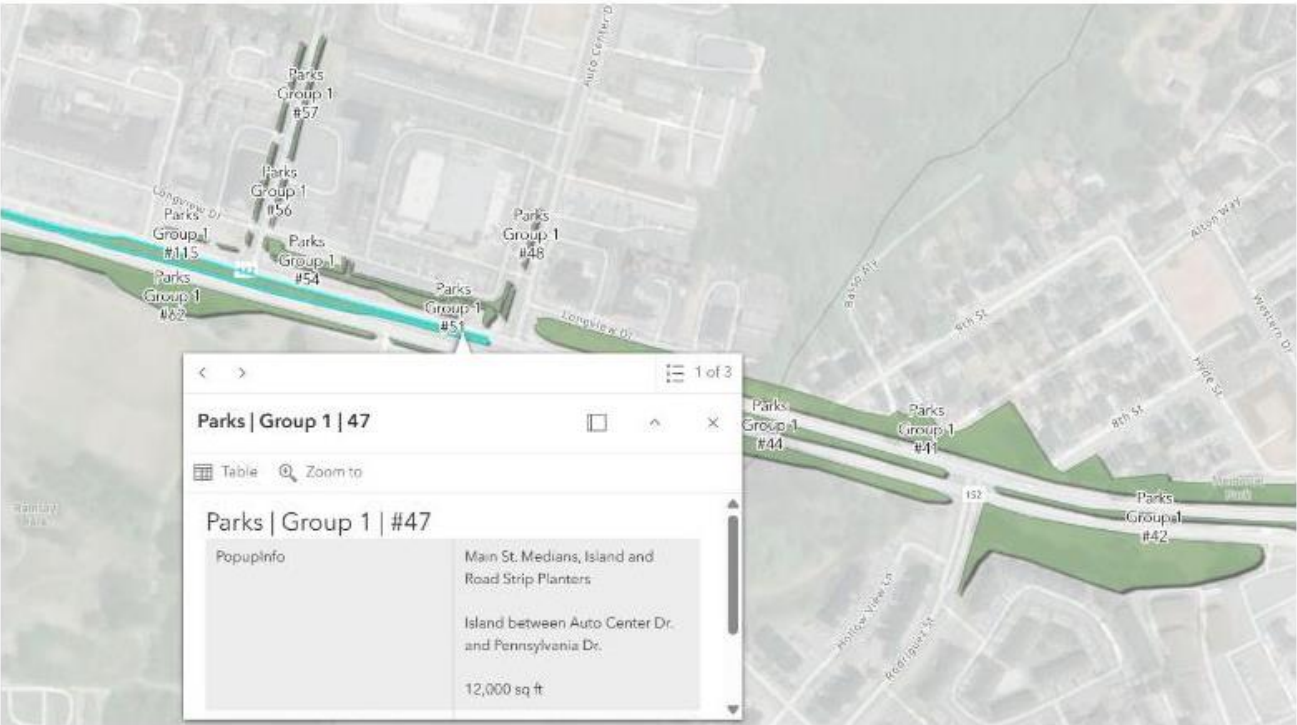 Auto Center D
Parks
Group 1
#57
Parks
Group 1
#56
Longview Dr
Parks
Group 1
#115
Parks
Group 1
#54
Parks
Group 1
#48
Parks
Group 1
#62
Parks
Group 1
#51
Longview Dr
Alton Way
9th St
Western Dr
Hyde St
8th St
1 of 3
Parks | Group 1 | 47
Table Zoom to
Parks | Group 1 | #47
PopupInfo
Main St. Medians, Island and
Road Strip Planters
Island between Auto Center Dr.
and Pennsylvania Dr.
12,000 sq ft
Parks
Group 1
#44
Parks
Group 1
#41
152
Parks
Group 1
#42
Hollow View Ln
Rodriguez St